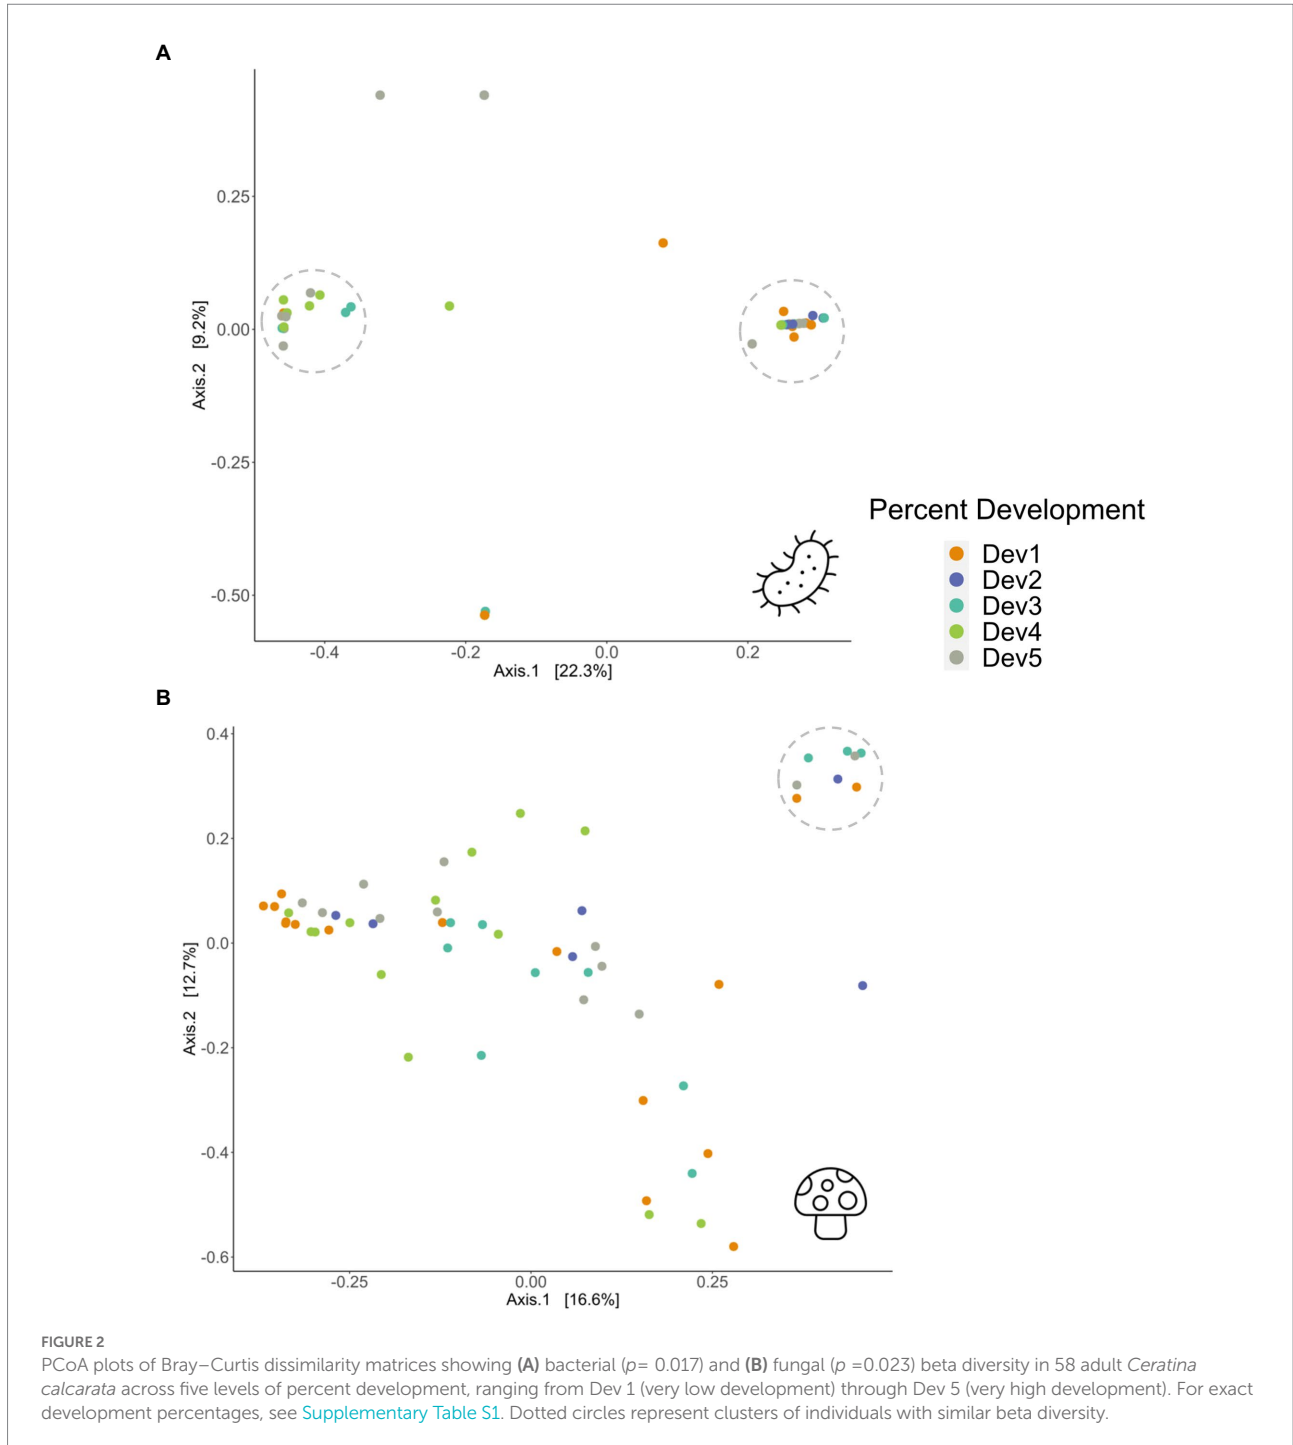 A
0.25
0.00
-0.25
-0.50
Axis.2 [9.2%]
-0.4 -0.2 0.0 0.2
Axis.1 [22.3%]
Percent Development
Dev1
Dev2
Dev3
Dev4
Dev5
B
0.4
0.2
0.0
-0.2
-0.4
-0.6
Axis.2 [12.7%]
-0.25 0.00 0.25
Axis.1 [16.6%]
FIGURE 2
PCoA plots of Bray–Curtis dissimilarity matrices showing (A) bacterial (p= 0.017) and (B) fungal (p =0.023) beta diversity in 58 adult Ceratina
calcarata across five levels of percent development, ranging from Dev 1 (very low development) through Dev 5 (very high development). For exact
development percentages, see Supplementary Table S1. Dotted circles represent clusters of individuals with similar beta diversity.